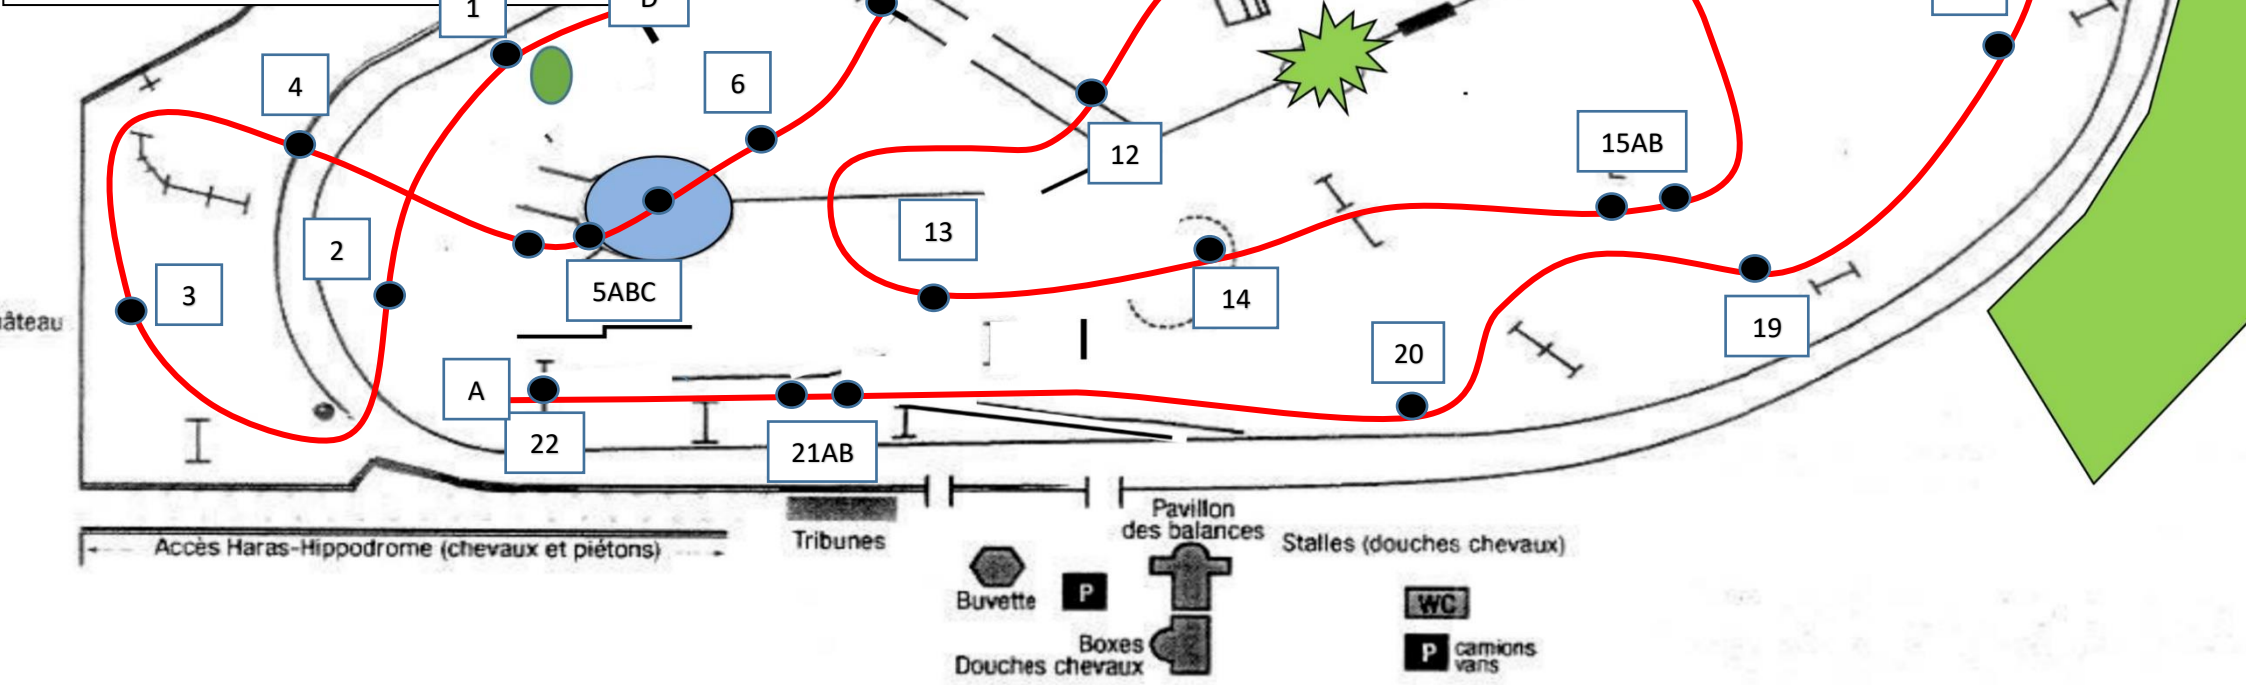 1
D
4
6
12
15AB
2
13
3
5ABC
14
19
20
A
22
21AB
Tribunes
Pavillon
des balances
Accès Haras-Hippodrome (chevaux et piétons)
Stalles (douches chevaux)
Buvette
P
WC
Boxes
Douches chevaux
P
camions
vans